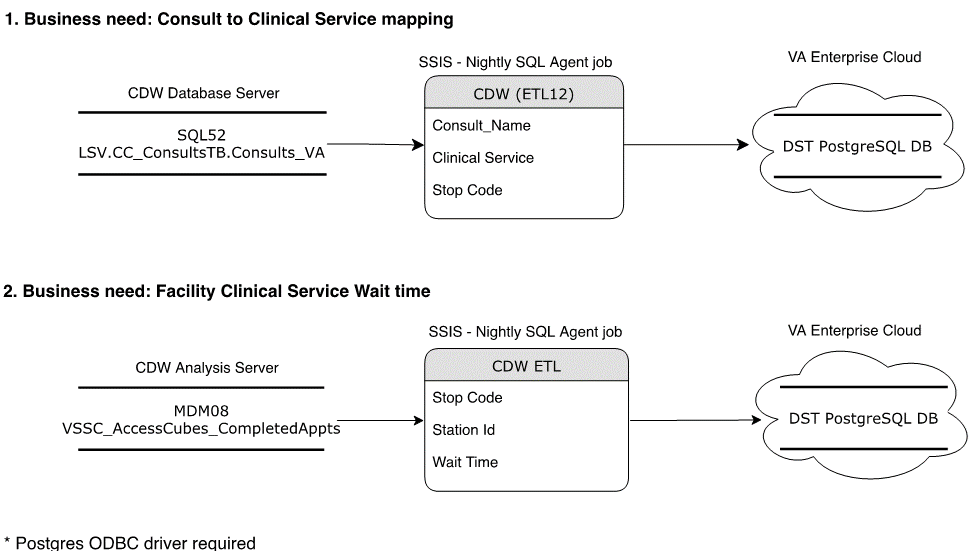 1. Business need: Consult to Clinical Service mapping
SSIS - Nightly SQL Agent job
VA Enterprise Cloud
CDW Database Server
CDW (ETL12)
SQL52
LSV.CC_ConsultsTB.Consults_VA
Consult_Name
Clinical Service
Stop Code
DST PostgreSQL DB
2. Business need: Facility Clinical Service Wait time
SSIS - Nightly SQL Agent job
VA Enterprise Cloud
CDW Analysis Server
CDW ETL
MDM08
VSSC_AccessCubes_CompletedAppts
Stop Code
Station Id
Wait Time
DST PostgreSQL DB
* Postgres ODBC driver required